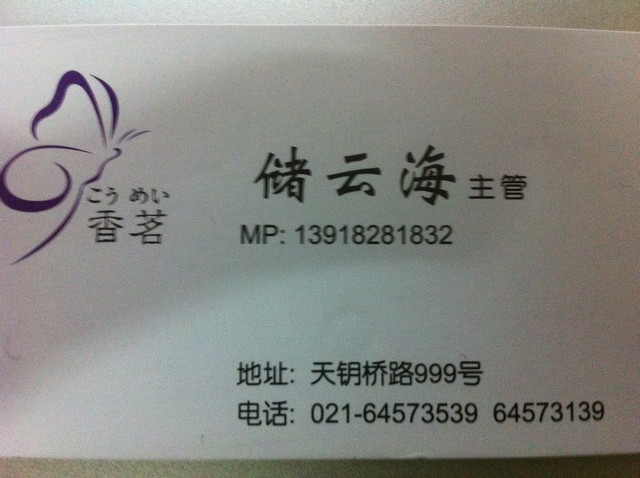 こう めい
香茗
储云海 主管
MP: 13918281832
地址: 天钥桥路999号
电话: 021-64573539 64573139